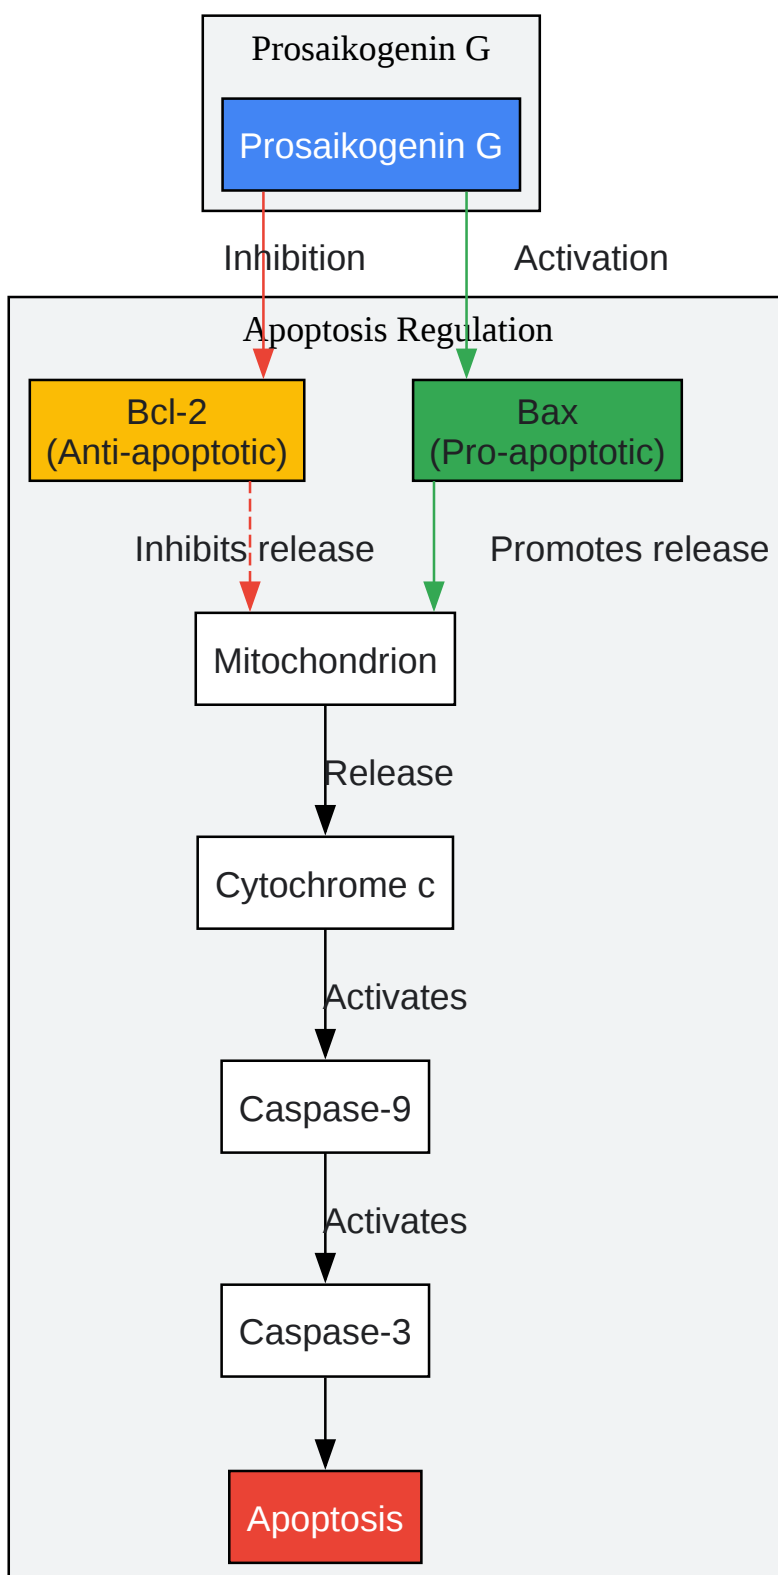 Prosaikogenin G
Prosaikogenin G
Inhibition
Activation
Apoptosis Regulation
Bcl-2
(Anti-apoptotic)
Bax
(Pro-apoptotic)
Inhibits release
Promotes release
Mitochondrion
Release
Cytochrome c
Activates
Caspase-9
Activates
Caspase-3
Apoptosis